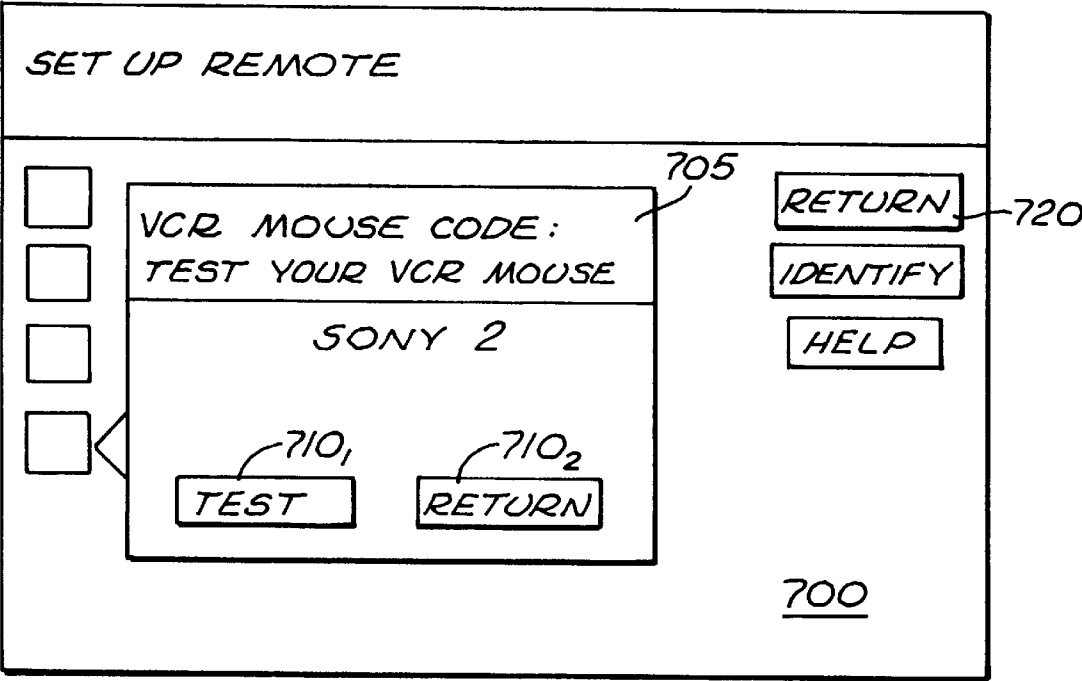 SET UP REMOTE
705
VCR MOUSE CODE:
TEST YOUR VCR MOUSE
SONY 2
710₁
710₂
TEST
RETURN
RETURN
720
IDENTIFY
HELP
700